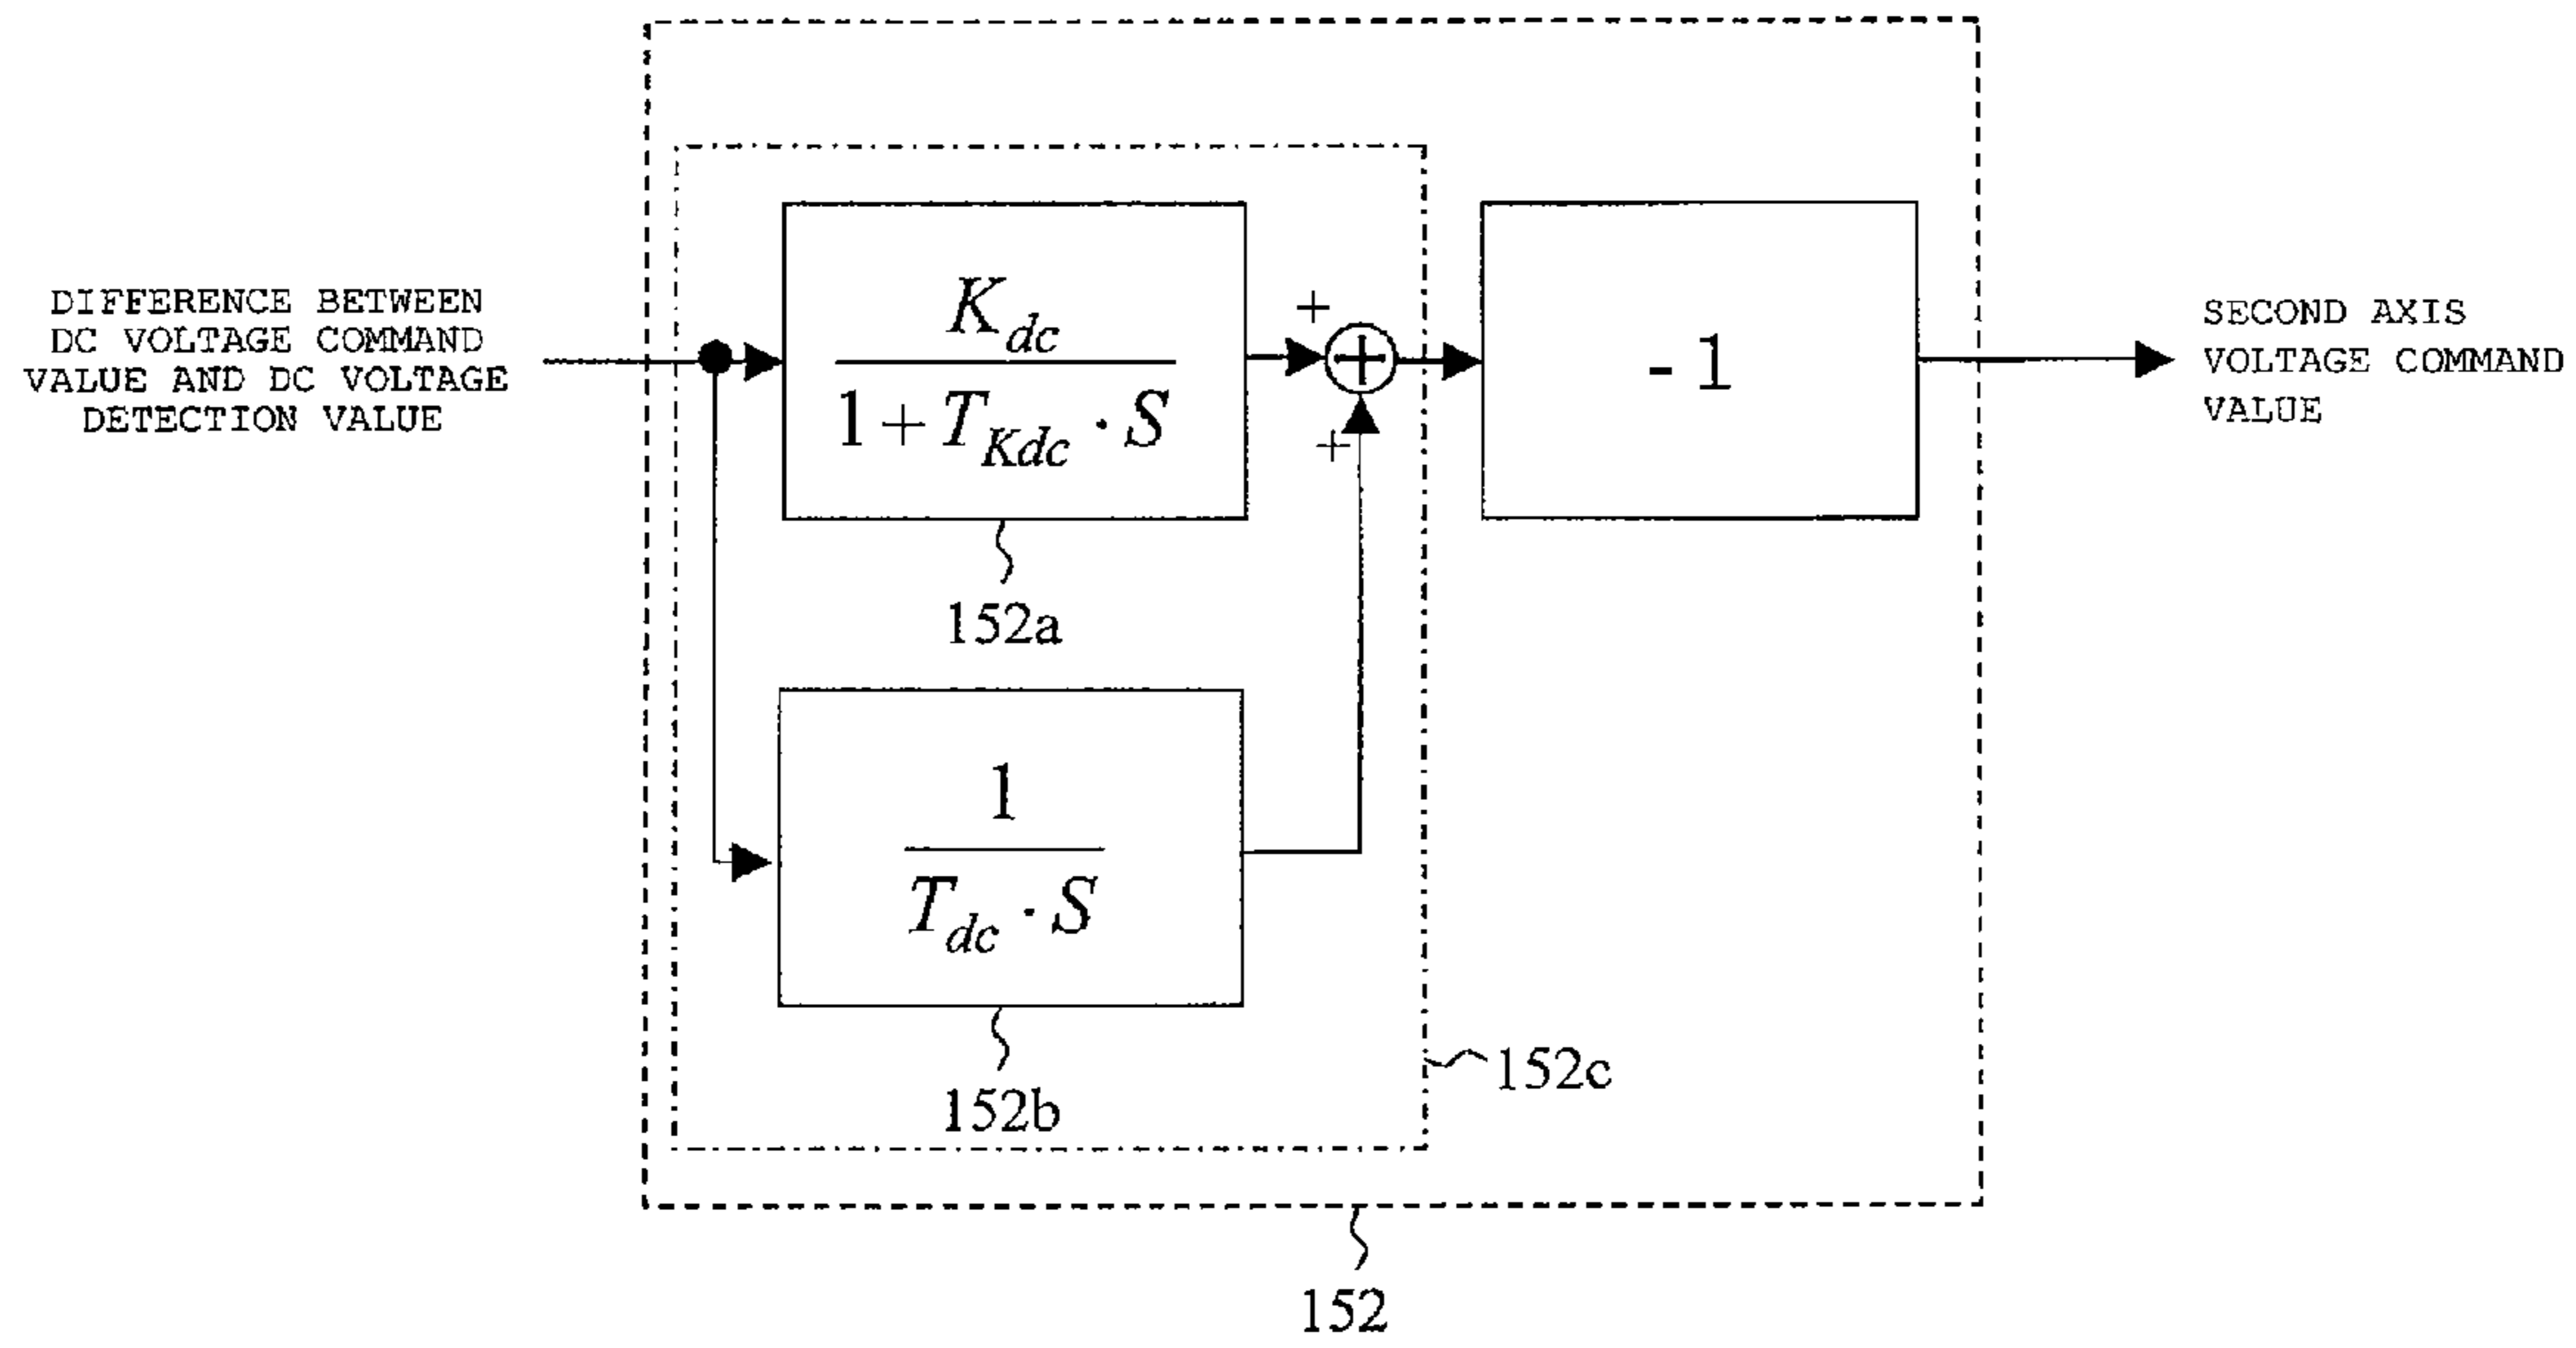 DIFFERENCE BETWEEN
DC VOLTAGE COMMAND
VALUE AND DC VOLTAGE
DETECTION VALUE
K_dc
1 + T_Kdc · S
+
+
- 1
SECOND AXIS
VOLTAGE COMMAND
VALUE
152a
1
T_dc · S
152b
152c
152